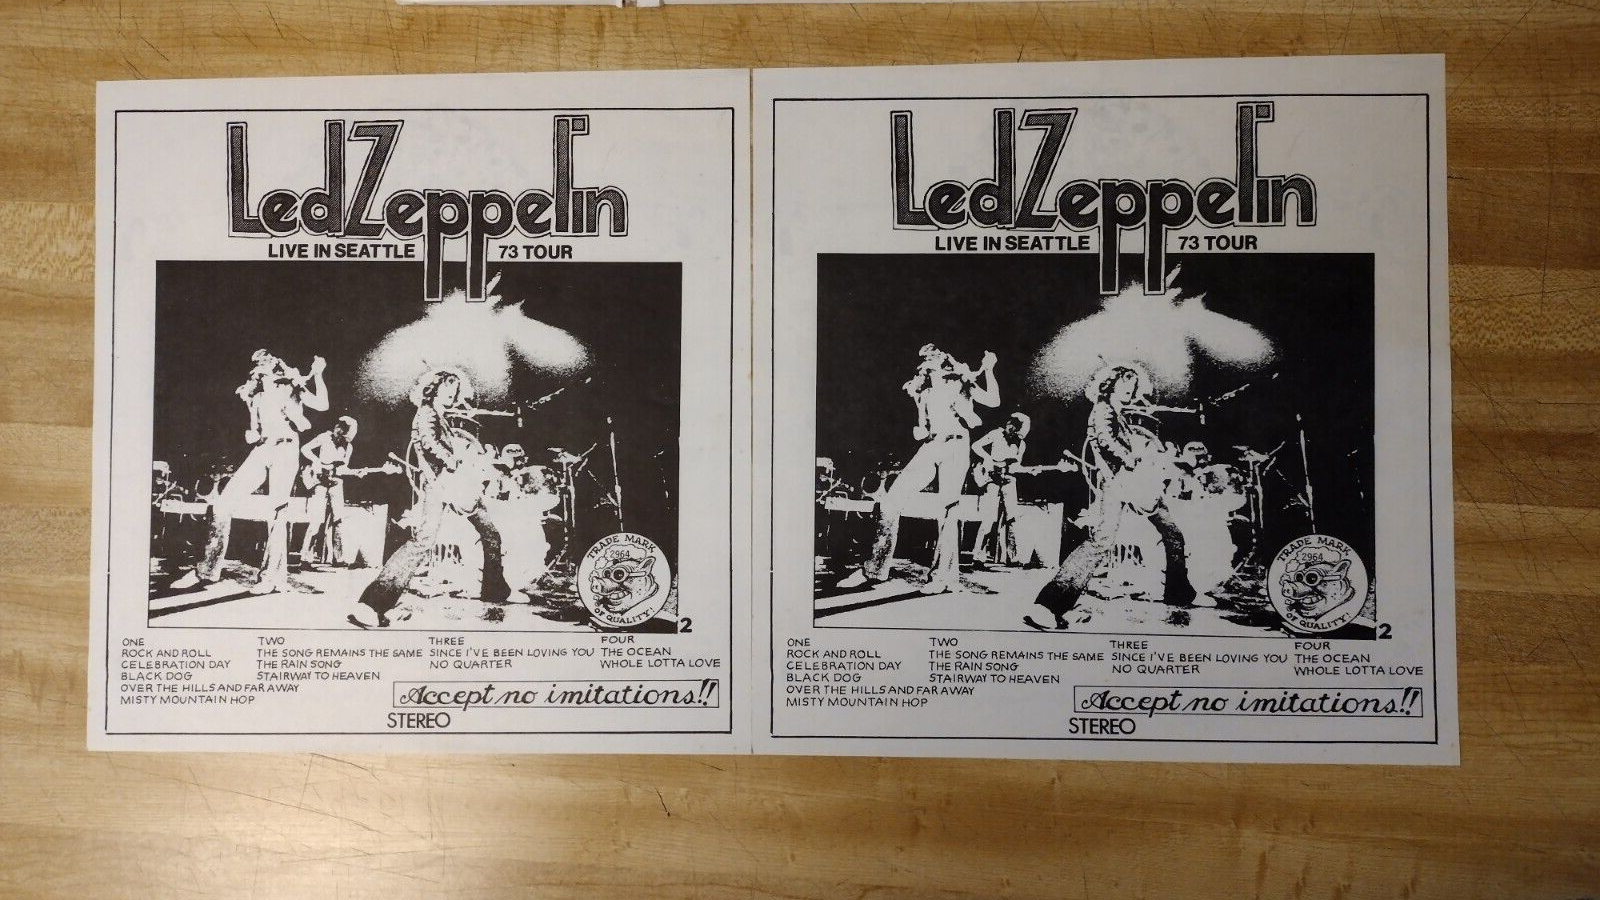 Led Zeppelin
LIVE IN SEATTLE 73 TOUR
TRADE MARK
2964
OF QUALITY!
2
ONE
ROCK AND ROLL
CELEBRATION DAY
BLACK DOG
OVER THE HILLS AND FAR AWAY
MISTY MOUNTAIN HOP
TWO
THE SONG REMAINS THE SAME
THE RAIN SONG
STAIRWAY TO HEAVEN
THREE
SINCE I'VE BEEN LOVING YOU
NO QUARTER
FOUR
THE OCEAN
WHOLE LOTTA LOVE
Accept no imitations!!
STEREO
Led Zeppelin
LIVE IN SEATTLE 73 TOUR
TRADE MARK
2964
OF QUALITY!
2
ONE
ROCK AND ROLL
CELEBRATION DAY
BLACK DOG
OVER THE HILLS AND FAR AWAY
MISTY MOUNTAIN HOP
TWO
THE SONG REMAINS THE SAME
THE RAIN SONG
STAIRWAY TO HEAVEN
THREE
SINCE I'VE BEEN LOVING YOU
NO QUARTER
FOUR
THE OCEAN
WHOLE LOTTA LOVE
Accept no imitations!!
STEREO